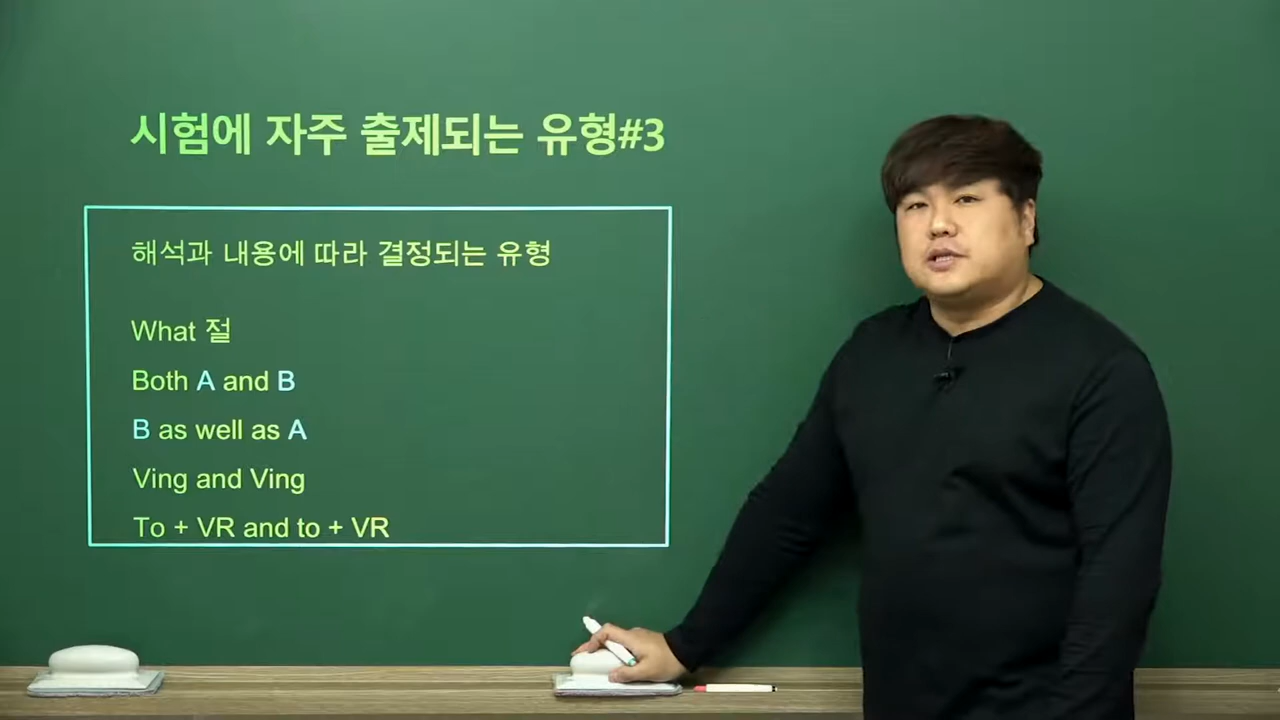 시험에 자주 출제되는 유형#3
해석과 내용에 따라 결정되는 유형
What 절
Both A and B
B as well as A
Ving and Ving
To + VR and to + VR